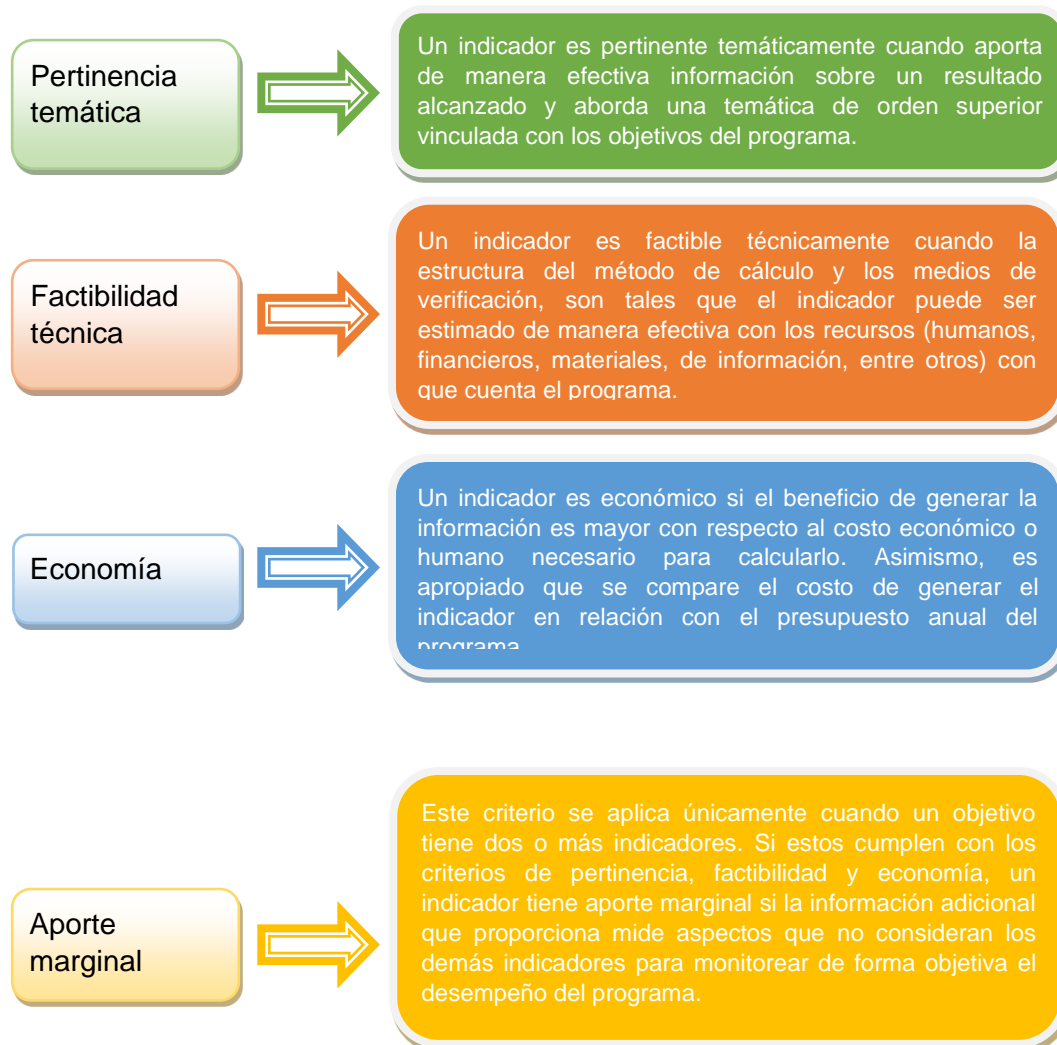 Pertinencia
temática
Un indicador es pertinente temáticamente cuando aporta
de manera efectiva información sobre un resultado
alcanzado y aborda una temática de orden superior
vinculada con los objetivos del programa.
Factibilidad
técnica
Un indicador es factible técnicamente cuando la
estructura del método de cálculo y los medios de
verificación, son tales que el indicador puede ser
estimado de manera efectiva con los recursos (humanos,
financieros, materiales, de información, entre otros) con
que cuenta el programa.
Economía
Un indicador es económico si el beneficio de generar la
información es mayor con respecto al costo económico o
humano necesario para calcularlo. Asimismo, es
apropiado que se compare el costo de generar el
indicador en relación con el presupuesto anual del
programa
Aporte
marginal
Este criterio se aplica únicamente cuando un objetivo
tiene dos o más indicadores. Si estos cumplen con los
criterios de pertinencia, factibilidad y economía, un
indicador tiene aporte marginal si la información adicional
que proporciona mide aspectos que no consideran los
demás indicadores para monitorear de forma objetiva el
desempeño del programa.